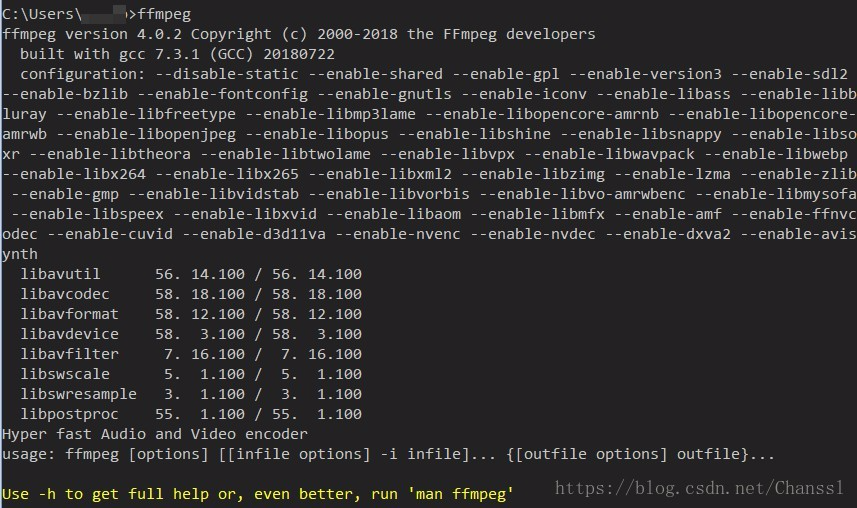 C:\Users\>ffmpeg
ffmpeg version 4.0.2 Copyright (c) 2000-2018 the FFmpeg developers
  built with gcc 7.3.1 (GCC) 20180722
  configuration: --disable-static --enable-shared --enable-gpl --enable-version3 --enable-sdl2
--enable-bzlib --enable-fontconfig --enable-gnutls --enable-iconv --enable-libass --enable-libb
luray --enable-libfreetype --enable-libmp3lame --enable-libopencore-amrnb --enable-libopencore-
amrwb --enable-libopenjpeg --enable-libopus --enable-libshine --enable-libsnappy --enable-libso
xr --enable-libtheora --enable-libtwolame --enable-libvpx --enable-libwavpack --enable-libwebp
--enable-libx264 --enable-libx265 --enable-libxml2 --enable-libzimg --enable-lzma --enable-zlib
 --enable-gmp --enable-libvidstab --enable-libvorbis --enable-libvo-amrwbenc --enable-libmysofa
 --enable-libspeex --enable-libxvid --enable-libaom --enable-libmfx --enable-amf --enable-ffnvc
odec --enable-cuvid --enable-d3d11va --enable-nvenc --enable-nvdec --enable-dxva2 --enable-avis
ynth
  libavutil      56. 14.100 / 56. 14.100
  libavcodec     58. 18.100 / 58. 18.100
  libavformat    58. 12.100 / 58. 12.100
  libavdevice    58.  3.100 / 58.  3.100
  libavfilter     7. 16.100 /  7. 16.100
  libswscale      5.  1.100 /  5.  1.100
  libswresample   3.  1.100 /  3.  1.100
  libpostproc    55.  1.100 / 55.  1.100
Hyper fast Audio and Video encoder
usage: ffmpeg [options] [[infile options] -i infile]... {[outfile options] outfile}...
Use -h to get full help or, even better, run 'man ffmpeg'
https://blog.csdn.net/Chanssl